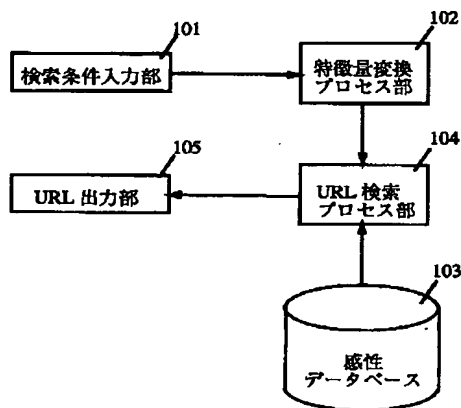 101
検索条件入力部
102
特徴量変換
プロセス部
105
URL 出力部
104
URL 検索
プロセス部
103
感性
データベース